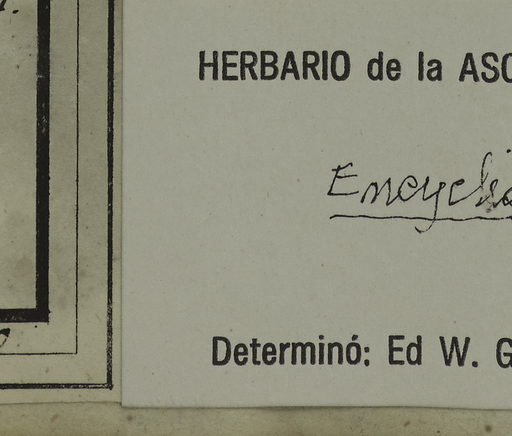 HERBARIO de la ASO
Encyclia
Determinó: Ed W. G